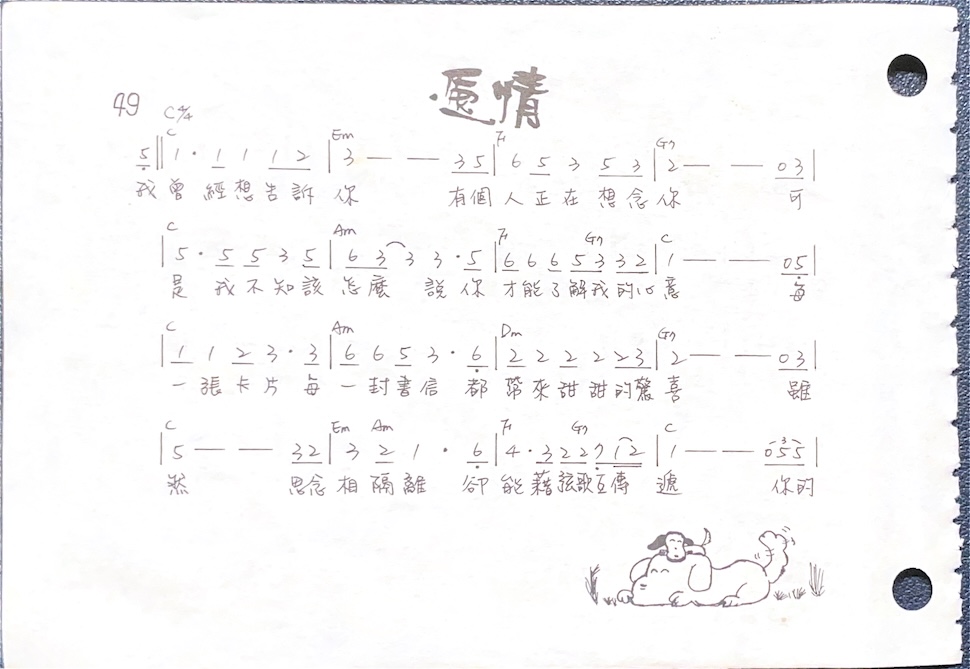 情
49 C 4/4
C Em F G7
5 ‖ 1 · 1 1 1 2 | 3 — — 3 5 | 6 5 3 5 3 | 2 — — 0 3 |
我曾經想告訴你 有個人正在想念你 可
C Am F G7 C
| 5 · 5 5 3 5 | 6 3 3 3 · 5 | 6 6 6 5 3 3 2 | 1 — — 0 5 |
是 我不知該怎麼 說你才能了解我的心意 每
C Am Dm G7
| 1 1 2 3 · 3 | 6 6 5 3 · 6 | 2 2 2 2 2 3 | 2 — — 0 3 |
一張卡片每一封書信都帶來甜甜的驚喜 雖
C Em Am F G7 C
| 5 — — 3 2 | 3 2 1 · 6 | 4 · 3 2 2 7 1 2 | 1 — — 0 5 5 |
3
然 思念相隔離 卻能藉弦歌互傳遞 你的